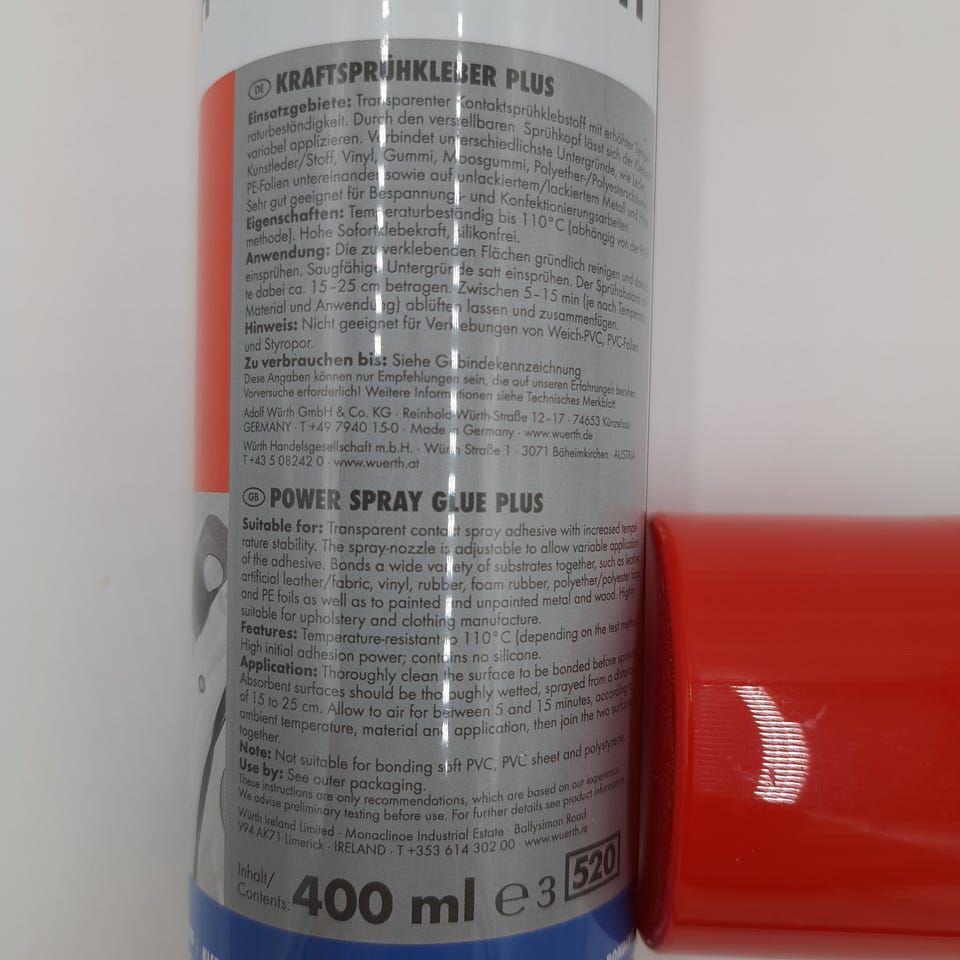 DE KRAFTSPRÜHKLEBER PLUS
Einsatzgebiete: Transparenter Kontaktsprühklebstoff mit erhöhter
raturbeständigkeit. Durch den verstellbaren Sprühkopf lässt sich der
variabel applizieren. Verbindet unterschiedlichste Untergründe, wie Leder,
Kunstleder/Stoff, Vinyl, Gummi, Moosgummi, Polyether-/Polyesterschäume
PE-Folien untereinander sowie auf unlackiertem/lackiertem Metall und
Sehr gut geeignet für Bespannungs- und Konfektionierungsarbeiten.
Eigenschaften: Temperaturbeständig bis 110°C (abhängig von der
methode). Hohe Sofortklebekraft, silikonfrei.
Anwendung: Die zu verklebenden Flächen gründlich reinigen und
einsprühen. Saugfähige Untergründe satt einsprühen. Der Sprühabstand
te dabei ca. 15–25 cm betragen. Zwischen 5–15 min (je nach Temperatur
Material und Anwendung) ablüften lassen und zusammenfügen.
Hinweis: Nicht geeignet für Verklebungen von Weich-PVC, PVC-Folien
und Styropor.
Zu verbrauchen bis: Siehe Gebindekennzeichnung
Diese Angaben können nur Empfehlungen sein, die auf unseren Erfahrungen beruhen.
Vorversuche erforderlich! Weitere Informationen siehe Technisches Merkblatt
Adolf Würth GmbH & Co. KG · Reinhold-Würth-Straße 12–17 · 74653 Künzelsau
GERMANY · T +49 7940 15-0 · Made in Germany · www.wuerth.de
Würth Handelsgesellschaft m.b.H. · Würth Straße 1 · 3071 Böheimkirchen · AUSTRIA
T +43 5 08242 0 · www.wuerth.at
GB POWER SPRAY GLUE PLUS
Suitable for: Transparent contact spray adhesive with increased tempe-
rature stability. The spray-nozzle is adjustable to allow variable application
of the adhesive. Bonds a wide variety of substrates together, such as leather,
artificial leather/fabric, vinyl, rubber, foam rubber, polyether/polyester foam
and PE foils as well as to painted and unpainted metal and wood. Highly
suitable for upholstery and clothing manufacture.
Features: Temperature-resistant to 110°C (depending on the test method)
High initial adhesion power; contains no silicone.
Application: Thoroughly clean the surface to be bonded before
Absorbent surfaces should be thoroughly wetted, sprayed from a distance
of 15 to 25 cm. Allow to air for between 5 and 15 minutes, according
ambient temperature, material and application, then join the two surfaces
together.
Note: Not suitable for bonding soft PVC, PVC sheet and polystyrene.
Use by: See outer packaging.
These instructions are only recommendations, which are based on our experience.
We advise preliminary testing before use. For further details see product information.
Würth Ireland Limited · Monaclinoe Industrial Estate · Ballysimon Road
V94 AK71 Limerick · IRELAND · T +353 614 302 00 · www.wuerth.ie
Inhalt/
Contents: 400 ml e 3 520